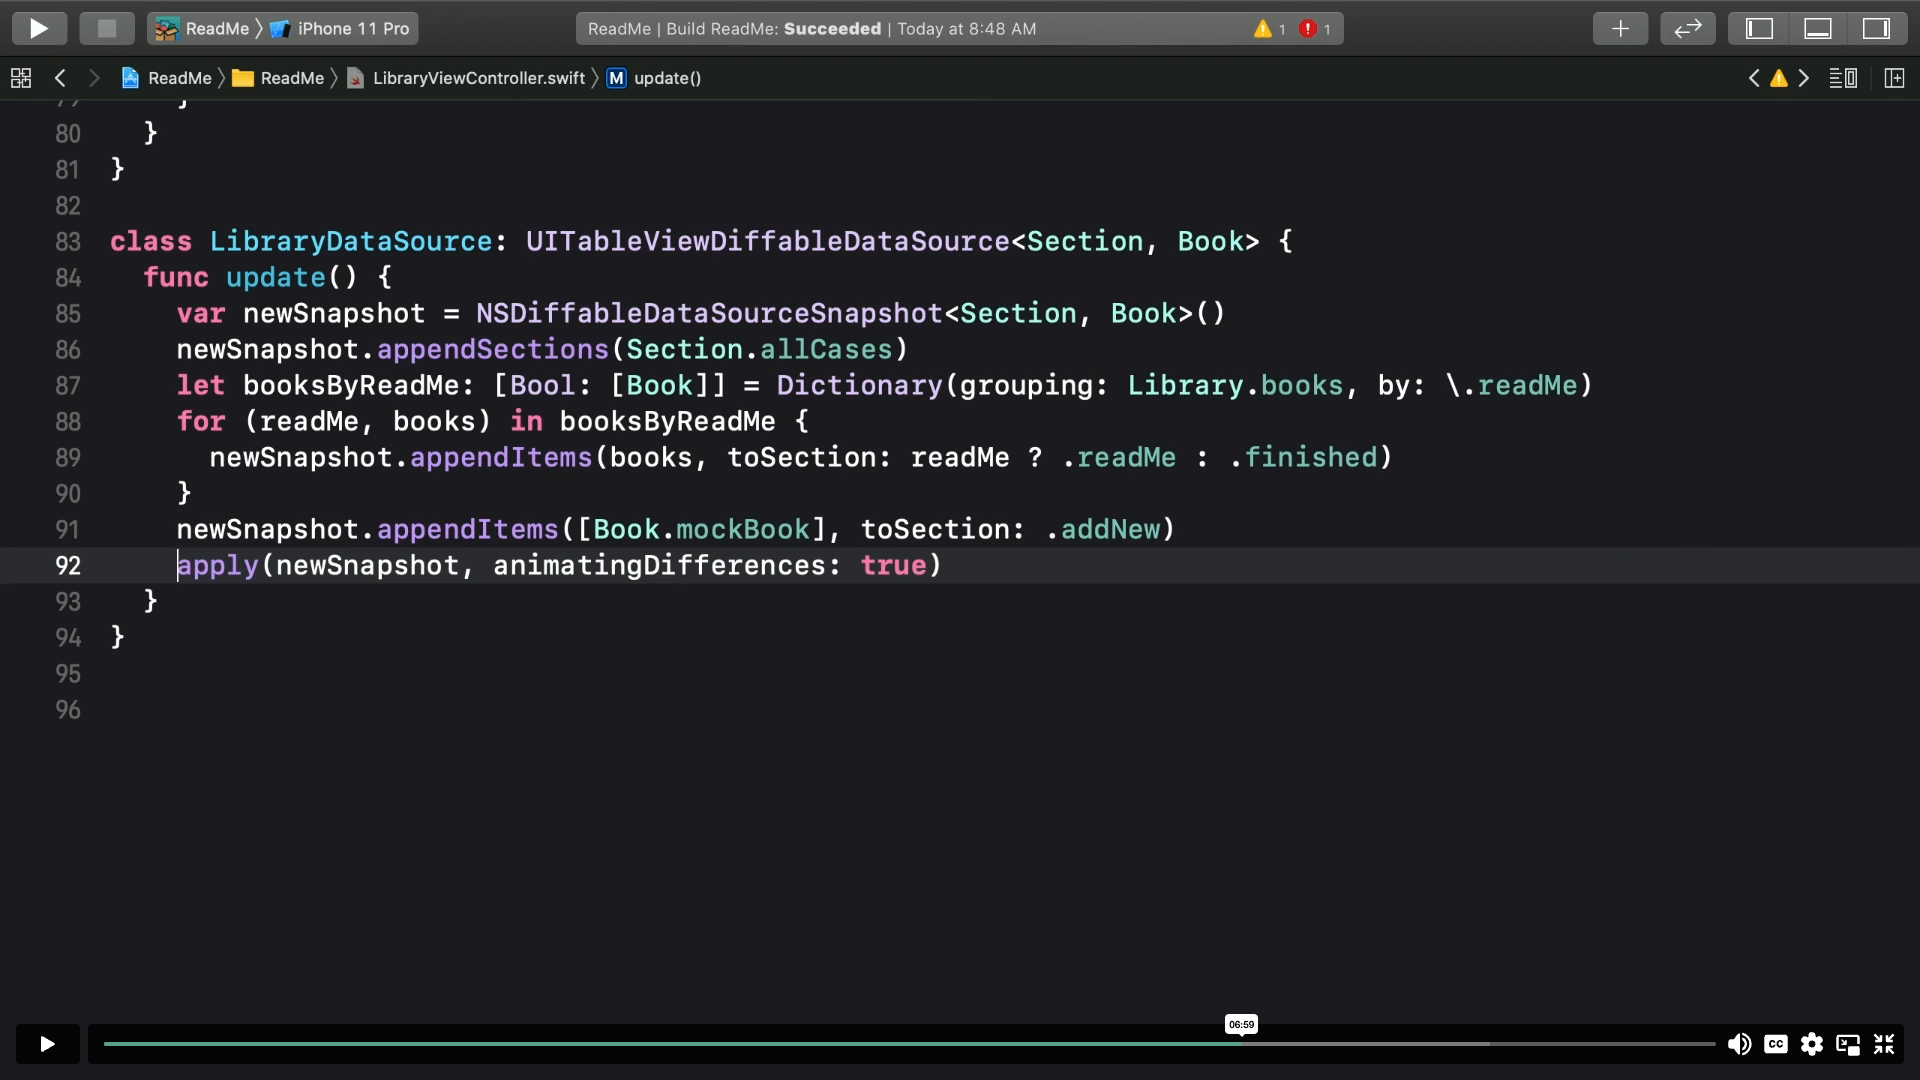 ReadMe 〉 iPhone 11 Pro
ReadMe | Build ReadMe: Succeeded | Today at 8:48 AM
1 1
ReadMe 〉 ReadMe 〉 LibraryViewController.swift 〉 M update()
80 }
81 }
82
83 class LibraryDataSource: UITableViewDiffableDataSource<Section, Book> {
84 func update() {
85 var newSnapshot = NSDiffableDataSourceSnapshot<Section, Book>()
86 newSnapshot.appendSections(Section.allCases)
87 let booksByReadMe: [Bool: [Book]] = Dictionary(grouping: Library.books, by: \.readMe)
88 for (readMe, books) in booksByReadMe {
89 newSnapshot.appendItems(books, toSection: readMe ? .readMe : .finished)
90 }
91 newSnapshot.appendItems([Book.mockBook], toSection: .addNew)
92 apply(newSnapshot, animatingDifferences: true)
93 }
94 }
95
96
06:59
CC